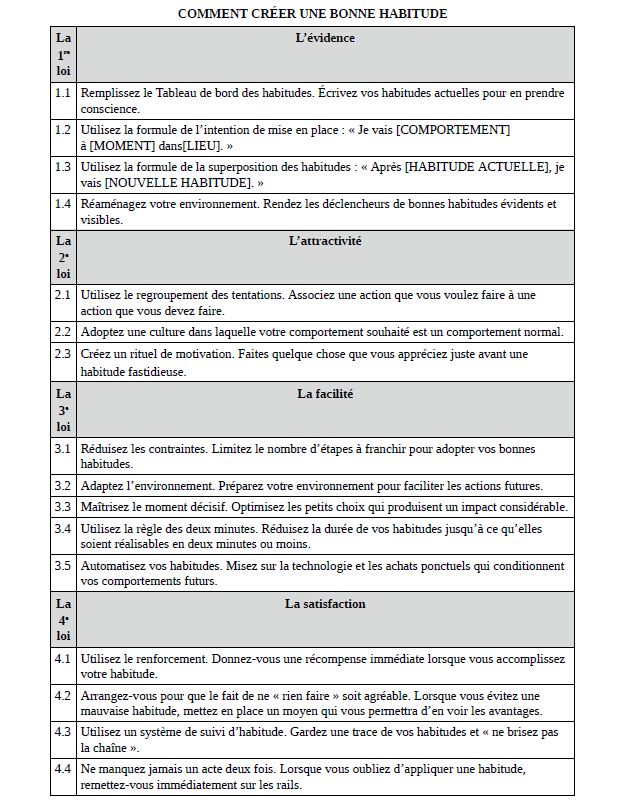 COMMENT CRÉER UNE BONNE HABITUDE
La
1re
loi
L’évidence
1.1 Remplissez le Tableau de bord des habitudes. Écrivez vos habitudes actuelles pour en prendre
conscience.
1.2 Utilisez la formule de l’intention de mise en place : « Je vais [COMPORTEMENT]
à [MOMENT] dans[LIEU]. »
1.3 Utilisez la formule de la superposition des habitudes : « Après [HABITUDE ACTUELLE], je
vais [NOUVELLE HABITUDE]. »
1.4 Réaménagez votre environnement. Rendez les déclencheurs de bonnes habitudes évidents et
visibles.
La
2e
loi
L’attractivité
2.1 Utilisez le regroupement des tentations. Associez une action que vous voulez faire à une
action que vous devez faire.
2.2 Adoptez une culture dans laquelle votre comportement souhaité est un comportement normal.
2.3 Créez un rituel de motivation. Faites quelque chose que vous appréciez juste avant une
habitude fastidieuse.
La
3e
loi
La facilité
3.1 Réduisez les contraintes. Limitez le nombre d’étapes à franchir pour adopter vos bonnes
habitudes.
3.2 Adaptez l’environnement. Préparez votre environnement pour faciliter les actions futures.
3.3 Maîtrisez le moment décisif. Optimisez les petits choix qui produisent un impact considérable.
3.4 Utilisez la règle des deux minutes. Réduisez la durée de vos habitudes jusqu’à ce qu’elles
soient réalisables en deux minutes ou moins.
3.5 Automatisez vos habitudes. Misez sur la technologie et les achats ponctuels qui conditionnent
vos comportements futurs.
La
4e
loi
La satisfaction
4.1 Utilisez le renforcement. Donnez-vous une récompense immédiate lorsque vous accomplissez
votre habitude.
4.2 Arrangez-vous pour que le fait de ne « rien faire » soit agréable. Lorsque vous évitez une
mauvaise habitude, mettez en place un moyen qui vous permettra d’en voir les avantages.
4.3 Utilisez un système de suivi d’habitude. Gardez une trace de vos habitudes et « ne brisez pas
la chaîne ».
4.4 Ne manquez jamais un acte deux fois. Lorsque vous oubliez d’appliquer une habitude,
remettez-vous immédiatement sur les rails.